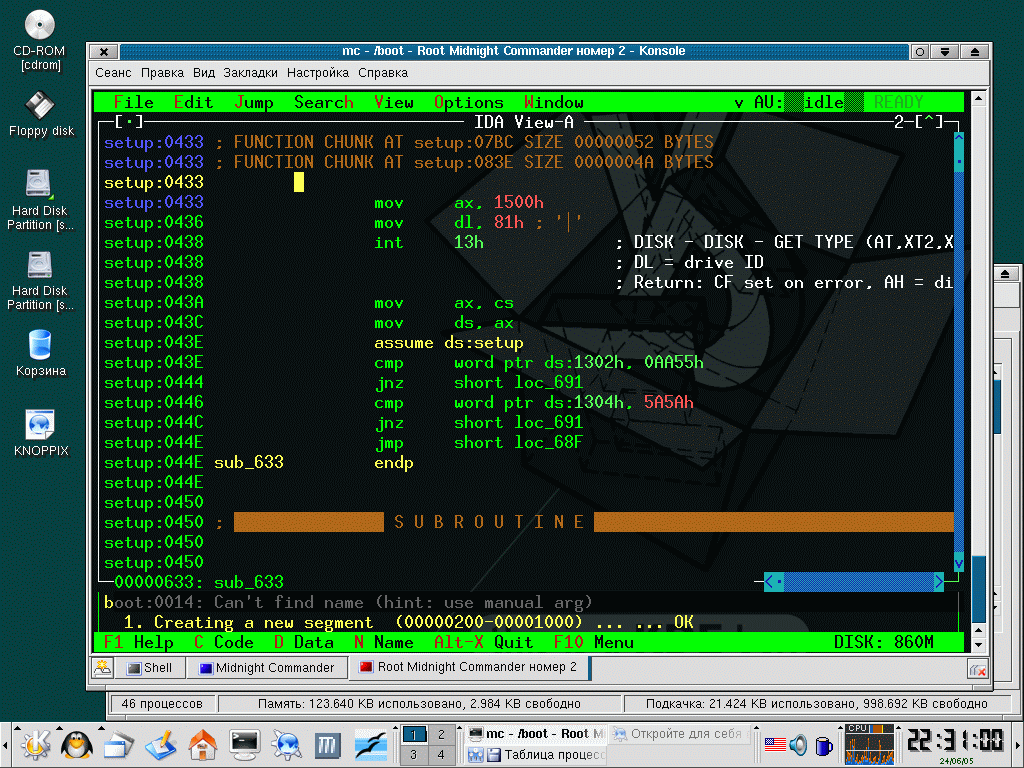 CD-ROM
[cdrom]
Floppy disk
Hard Disk
Partition [s...
Hard Disk
Partition [s...
Корзина
KNOPPIX
mc - /boot - Root Midnight Commander номер 2 - Konsole
Сеанс Правка Вид Закладки Настройка Справка
File Edit Jump Search View Options Window v AU: idle READY
[·] IDA View-A 2-[^]
setup:0433 ; FUNCTION CHUNK AT setup:07BC SIZE 00000052 BYTES
setup:0433 ; FUNCTION CHUNK AT setup:083E SIZE 0000004A BYTES
setup:0433
setup:0433 mov ax, 1500h
setup:0436 mov dl, 81h ; '|'
setup:0438 int 13h ; DISK - DISK - GET TYPE (AT,XT2,X
setup:0438 ; DL = drive ID
setup:0438 ; Return: CF set on error, AH = di
setup:043A mov ax, cs
setup:043C mov ds, ax
setup:043E assume ds:setup
setup:043E cmp word ptr ds:1302h, 0AA55h
setup:0444 jnz short loc_691
setup:0446 cmp word ptr ds:1304h, 5A5Ah
setup:044C jnz short loc_691
setup:044E jmp short loc_68F
setup:044E sub_633 endp
setup:044E
setup:0450
setup:0450 ; S U B R O U T I N E
setup:0450
setup:0450
00000633: sub_633
boot:0014: Can't find name (hint: use manual arg)
1. Creating a new segment (00000200-00001000) ... ... OK
F1 Help C Code D Data N Name Alt-X Quit F10 Menu DISK: 860M
Shell Midnight Commander Root Midnight Commander номер 2
46 процессов Память: 123.640 KB использовано, 2.984 KB свободно Подкачка: 21.424 KB использовано, 998.692 KB свободно
1 2 mc - /boot - Root Mi Откройте для себя
3 4 Таблица процес
CPU
22:31:00
24/06/05